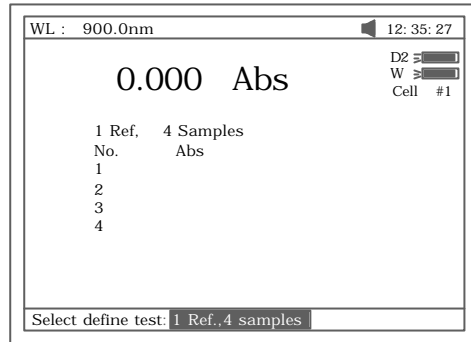 WL : 900.0nm 12: 35: 27
D2
W
0.000 Abs
Cell #1
1 Ref, 4 Samples
No. Abs
1
2
3
4
Select define test: 1 Ref.,4 samples